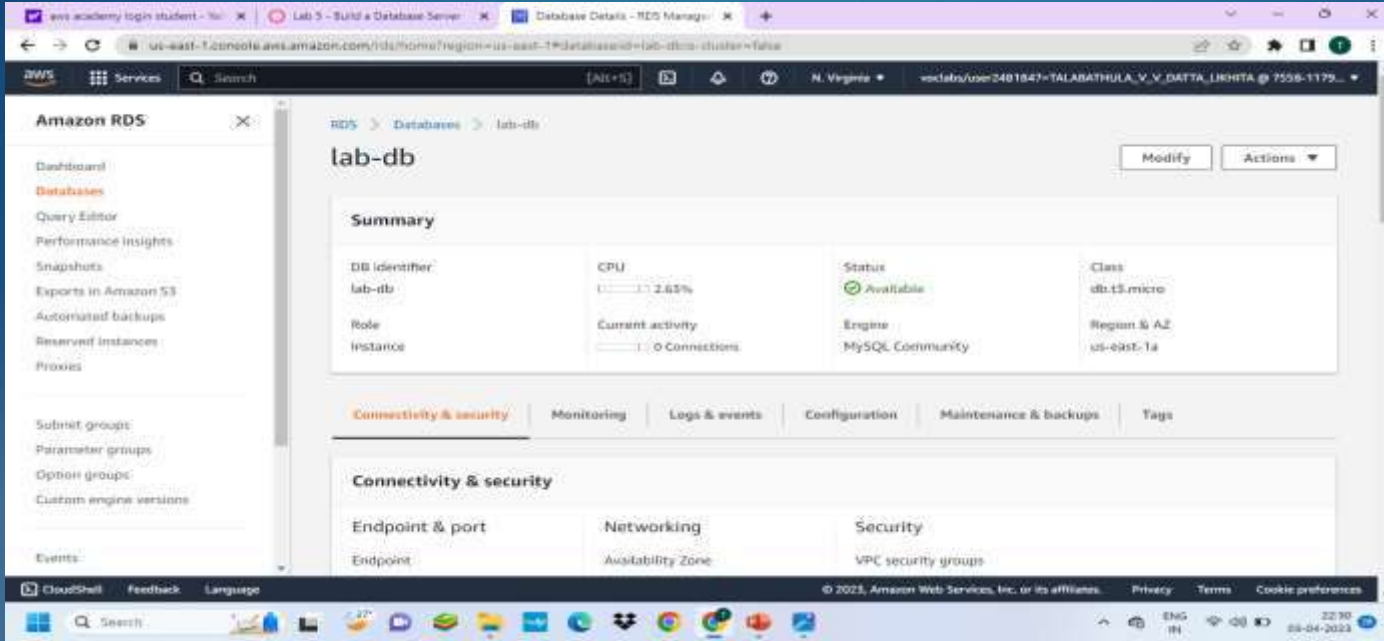 aws academy login student - Yo
Lab 5 - Build a Database Server
Database Details - RDS Manag
us-east-1.console.aws.amazon.com/rds/home?region=us-east-1#database:id=lab-db;is-cluster=false
aws Services Search [Alt+S] N. Virginia
Amazon RDS
Dashboard
Databases
Query Editor
Performance insights
Snapshots
Exports in Amazon S3
Automated backups
Reserved instances
Proxies
Subnet groups
Parameter groups
Option groups
Custom engine versions
Events
RDS > Databases > lab-db
lab-db
Modify Actions
Summary
DB identifier CPU Status Class
lab-db 2.63% Available db.t3.micro
Role Current activity Engine Region & AZ
Instance 0 Connections MySQL Community us-east-1a
Connectivity & security Monitoring Logs & events Configuration Maintenance & backups Tags
Connectivity & security
Endpoint & port Networking Security
Endpoint Availability Zone VPC security groups
CloudShell Feedback Language © 2023, Amazon Web Services, Inc. or its affiliates. Privacy Terms Cookie preferences
Search 27° ENG 22:30
IN 03-04-2023